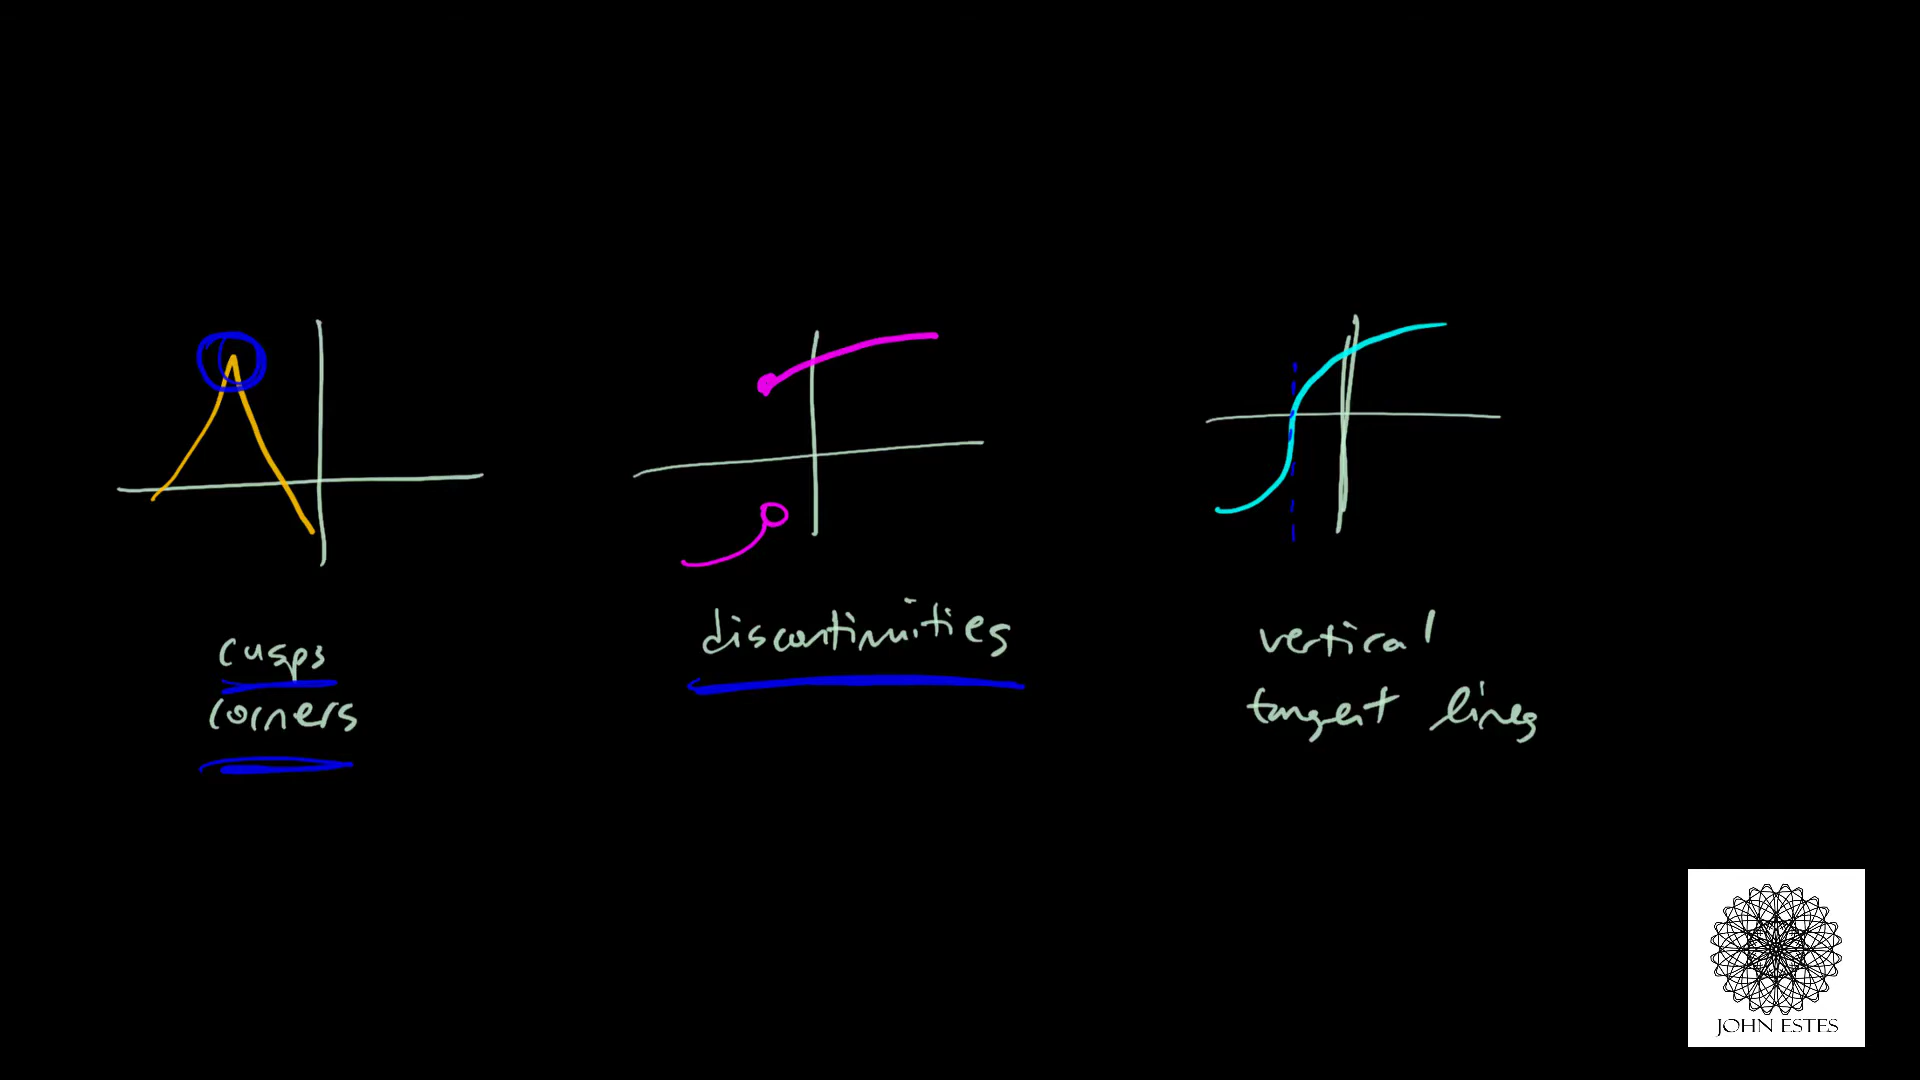 cusps
corners
discontinuities
vertical
tangent lines
JOHN ESTES